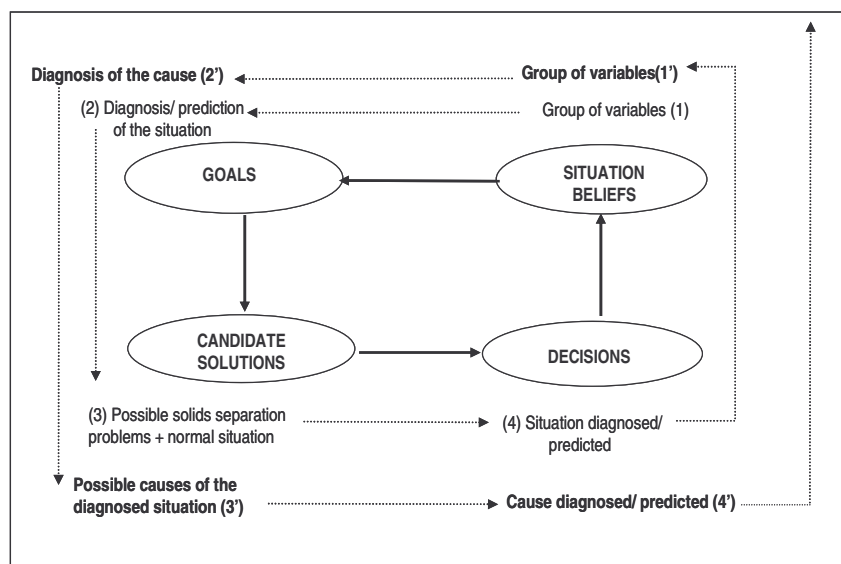 Diagnosis of the cause (2')
Group of variables(1')
(2) Diagnosis/ prediction
of the situation
Group of variables (1)
GOALS
SITUATION
BELIEFS
CANDIDATE
SOLUTIONS
DECISIONS
(3) Possible solids separation
problems + normal situation
(4) Situation diagnosed/
predicted
Possible causes of the
diagnosed situation (3')
Cause diagnosed/ predicted (4')